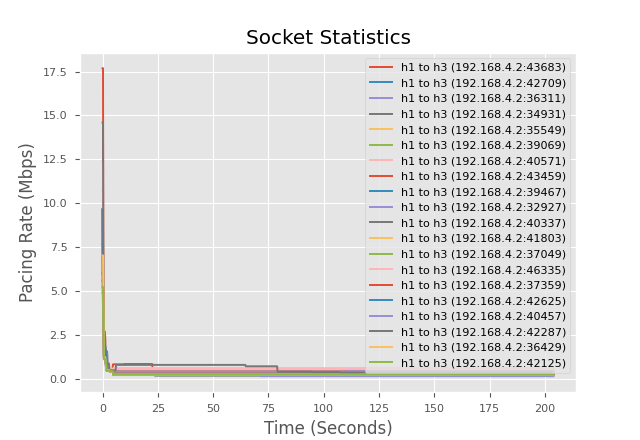 Socket Statistics
17.5
15.0
12.5
10.0
7.5
5.0
2.5
0.0
Pacing Rate (Mbps)
h1 to h3 (192.168.4.2:43683)
h1 to h3 (192.168.4.2:42709)
h1 to h3 (192.168.4.2:36311)
h1 to h3 (192.168.4.2:34931)
h1 to h3 (192.168.4.2:35549)
h1 to h3 (192.168.4.2:39069)
h1 to h3 (192.168.4.2:40571)
h1 to h3 (192.168.4.2:43459)
h1 to h3 (192.168.4.2:39467)
h1 to h3 (192.168.4.2:32927)
h1 to h3 (192.168.4.2:40337)
h1 to h3 (192.168.4.2:41803)
h1 to h3 (192.168.4.2:37049)
h1 to h3 (192.168.4.2:46335)
h1 to h3 (192.168.4.2:37359)
h1 to h3 (192.168.4.2:42625)
h1 to h3 (192.168.4.2:40457)
h1 to h3 (192.168.4.2:42287)
h1 to h3 (192.168.4.2:36429)
h1 to h3 (192.168.4.2:42125)
0 25 50 75 100 125 150 175 200
Time (Seconds)